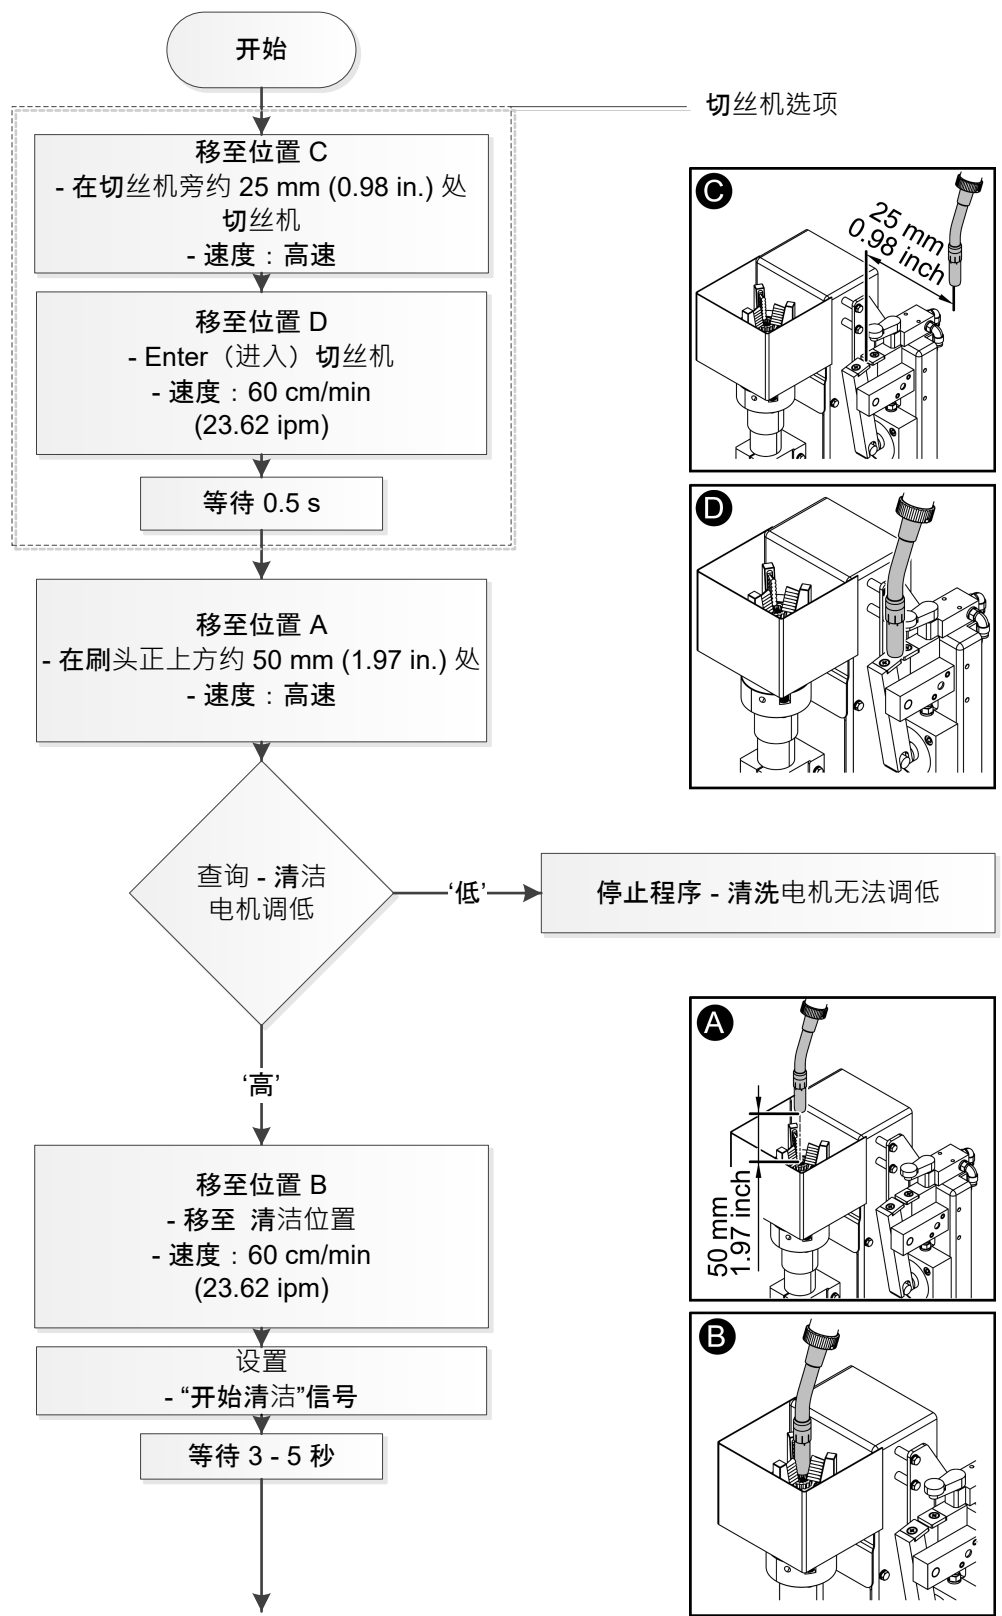 开始
切丝机选项
移至位置 C
- 在切丝机旁约 25 mm (0.98 in.) 处
切丝机
- 速度：高速
移至位置 D
- Enter（进入）切丝机
- 速度：60 cm/min
(23.62 ipm)
等待 0.5 s
C
25 mm
0.98 inch
D
移至位置 A
- 在刷头正上方约 50 mm (1.97 in.) 处
- 速度：高速
查询 - 清洁
电机调低
‘低’
停止程序 - 清洗电机无法调低
‘高’
A
50 mm
1.97 inch
移至位置 B
- 移至 清洁位置
- 速度：60 cm/min
(23.62 ipm)
设置
- “开始清洁”信号
等待 3 - 5 秒
B